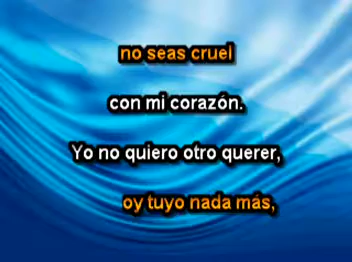 no seas cruel
con mi corazón.
Yo no quiero otro querer,
oy tuyo nada más,